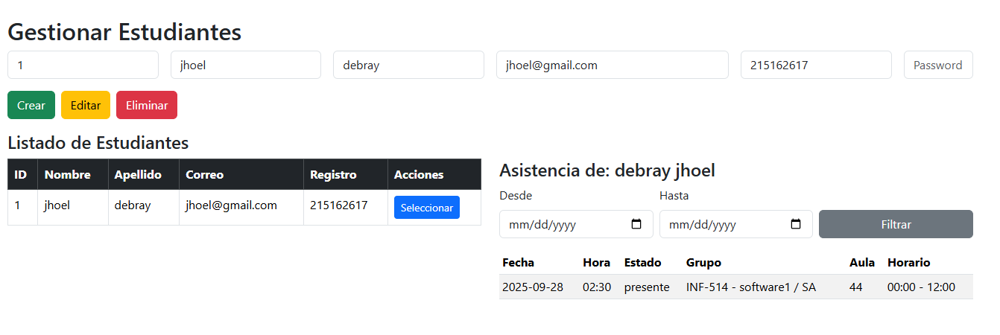 Gestionar Estudiantes
1 jhoel debray jhoel@gmail.com 215162617 Password
Crear Editar Eliminar
Listado de Estudiantes
ID Nombre Apellido Correo Registro Acciones
1 jhoel debray jhoel@gmail.com 215162617 Seleccionar
Asistencia de: debray jhoel
Desde Hasta
mm/dd/yyyy mm/dd/yyyy Filtrar
Fecha Hora Estado Grupo Aula Horario
2025-09-28 02:30 presente INF-514 - software1 / SA 44 00:00 - 12:00